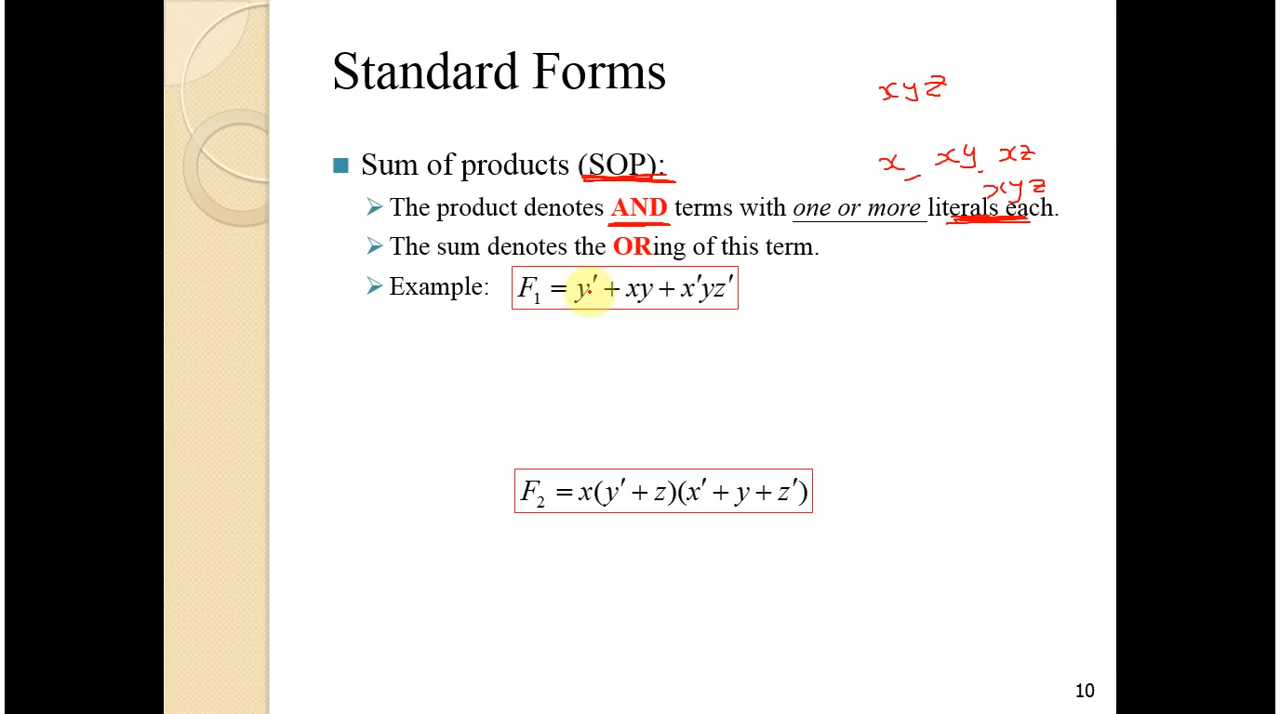 Standard Forms
xyz
Sum of products (SOP):
x xy xz
xyz
The product denotes AND terms with one or more literals each.
The sum denotes the ORing of this term.
Example: F₁ = y′ + xy + x′yz′
F₂ = x(y′ + z)(x′ + y + z′)
10